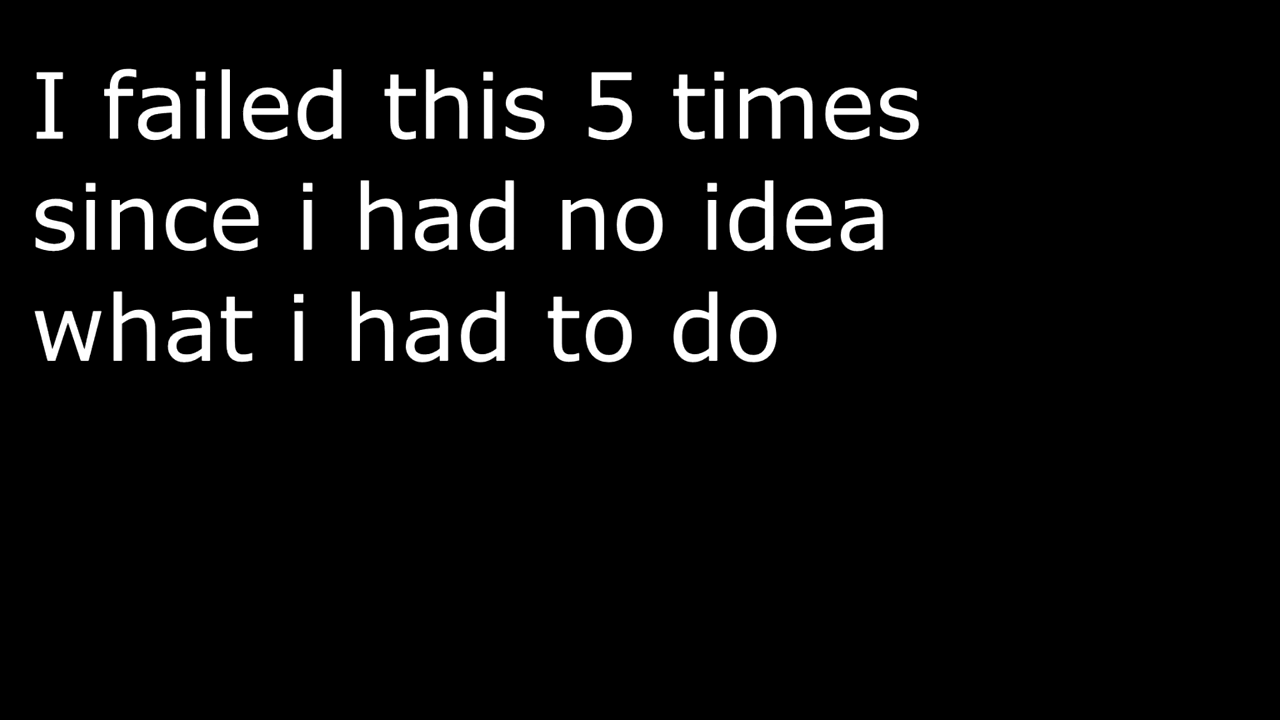 I failed this 5 times
since i had no idea
what i had to do